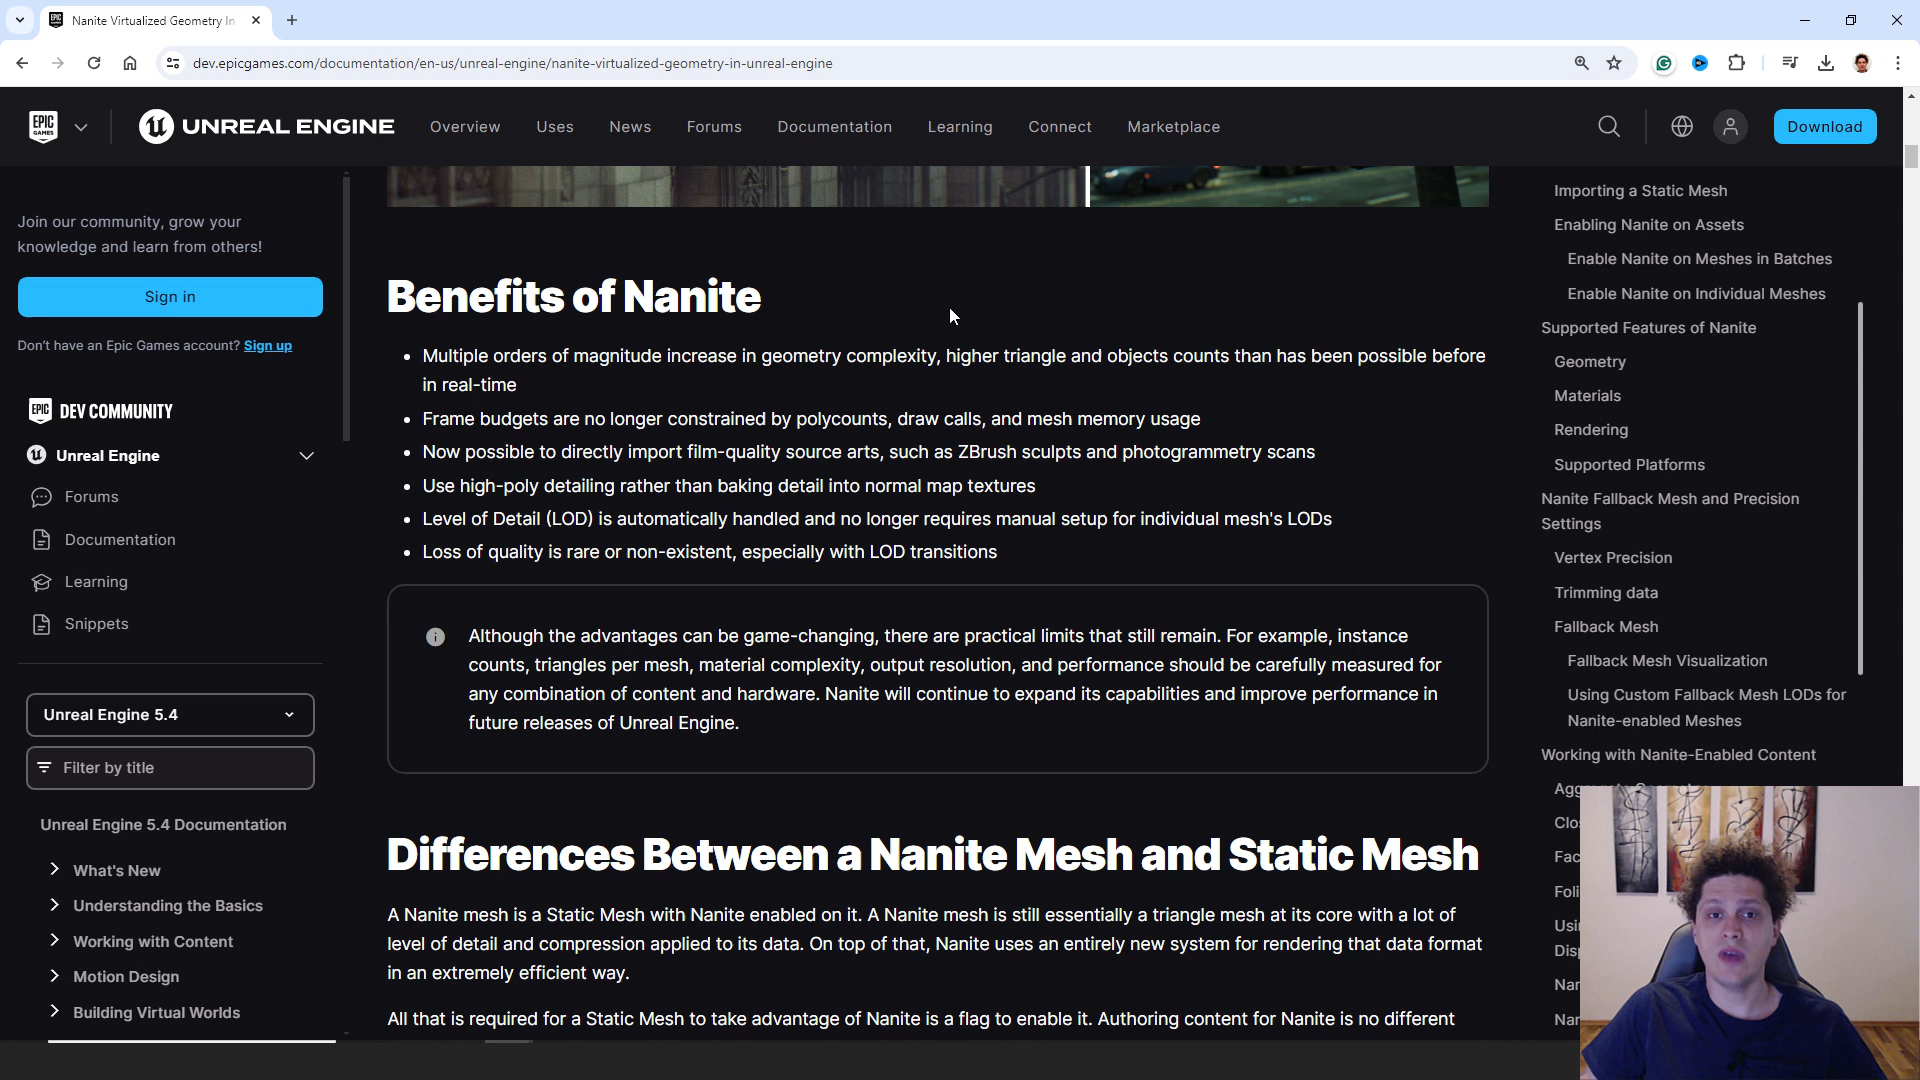 Nanite Virtualized Geometry In
dev.epicgames.com/documentation/en-us/unreal-engine/nanite-virtualized-geometry-in-unreal-engine
EPIC GAMES
UNREAL ENGINE
Overview
Uses
News
Forums
Documentation
Learning
Connect
Marketplace
Download
Join our community, grow your
knowledge and learn from others!
Sign in
Don't have an Epic Games account? Sign up
EPIC DEV COMMUNITY
Unreal Engine
Forums
Documentation
Learning
Snippets
Unreal Engine 5.4
Filter by title
Unreal Engine 5.4 Documentation
What's New
Understanding the Basics
Working with Content
Motion Design
Building Virtual Worlds
Benefits of Nanite
• Multiple orders of magnitude increase in geometry complexity, higher triangle and objects counts than has been possible before
in real-time
• Frame budgets are no longer constrained by polycounts, draw calls, and mesh memory usage
• Now possible to directly import film-quality source arts, such as ZBrush sculpts and photogrammetry scans
• Use high-poly detailing rather than baking detail into normal map textures
• Level of Detail (LOD) is automatically handled and no longer requires manual setup for individual mesh's LODs
• Loss of quality is rare or non-existent, especially with LOD transitions
Although the advantages can be game-changing, there are practical limits that still remain. For example, instance
counts, triangles per mesh, material complexity, output resolution, and performance should be carefully measured for
any combination of content and hardware. Nanite will continue to expand its capabilities and improve performance in
future releases of Unreal Engine.
Differences Between a Nanite Mesh and Static Mesh
A Nanite mesh is a Static Mesh with Nanite enabled on it. A Nanite mesh is still essentially a triangle mesh at its core with a lot of
level of detail and compression applied to its data. On top of that, Nanite uses an entirely new system for rendering that data format
in an extremely efficient way.
All that is required for a Static Mesh to take advantage of Nanite is a flag to enable it. Authoring content for Nanite is no different
Importing a Static Mesh
Enabling Nanite on Assets
Enable Nanite on Meshes in Batches
Enable Nanite on Individual Meshes
Supported Features of Nanite
Geometry
Materials
Rendering
Supported Platforms
Nanite Fallback Mesh and Precision
Settings
Vertex Precision
Trimming data
Fallback Mesh
Fallback Mesh Visualization
Using Custom Fallback Mesh LODs for
Nanite-enabled Meshes
Working with Nanite-Enabled Content
Clo
Fac
Foli
Usi
Dis
Nar
Nar